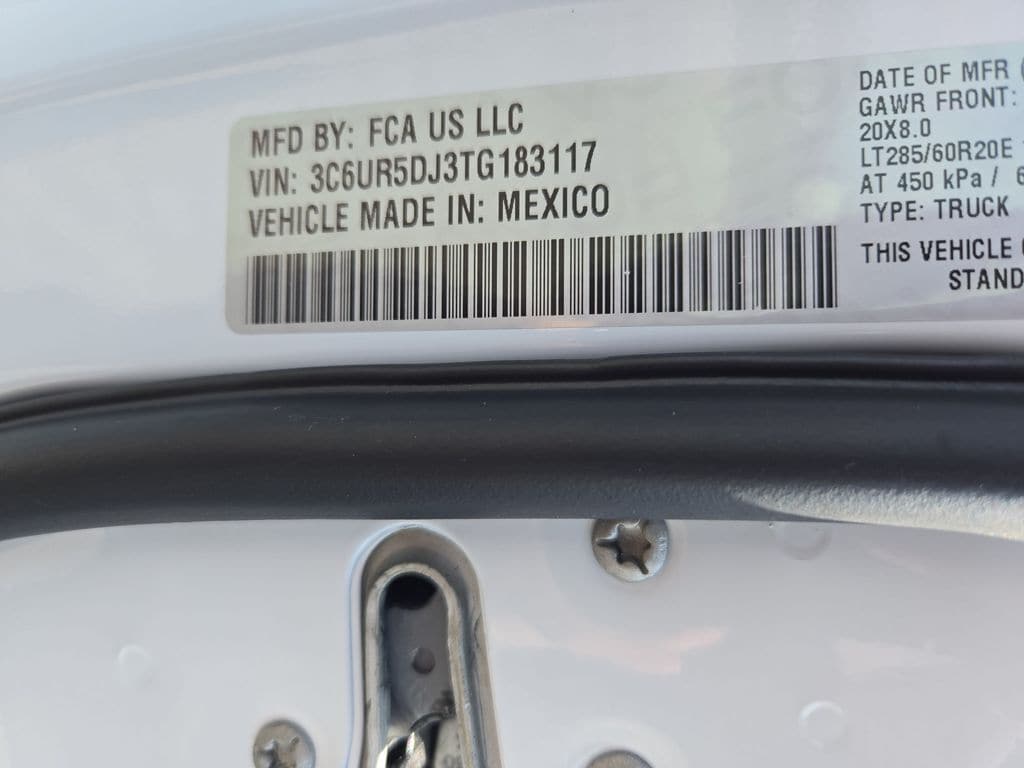 MFD BY: FCA US LLC
VIN: 3C6UR5DJ3TG183117
VEHICLE MADE IN: MEXICO
DATE OF MFR
GAWR FRONT:
20X8.0
LT285/60R20E
AT 450 kPa /
TYPE: TRUCK
THIS VEHICLE
STAND